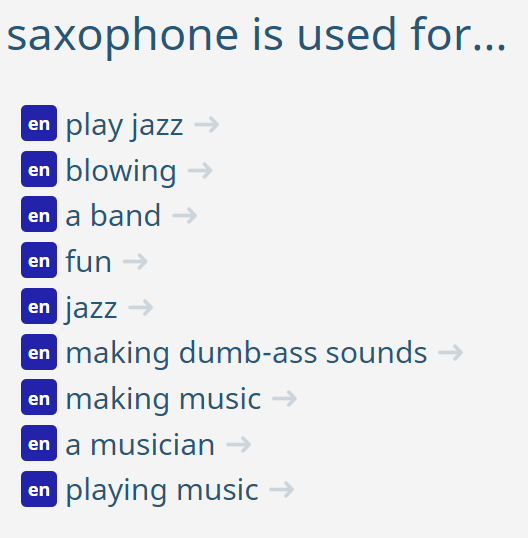 saxophone is used for...
en play jazz →
en blowing →
en a band →
en fun →
en jazz →
en making dumb-ass sounds →
en making music →
en a musician →
en playing music →